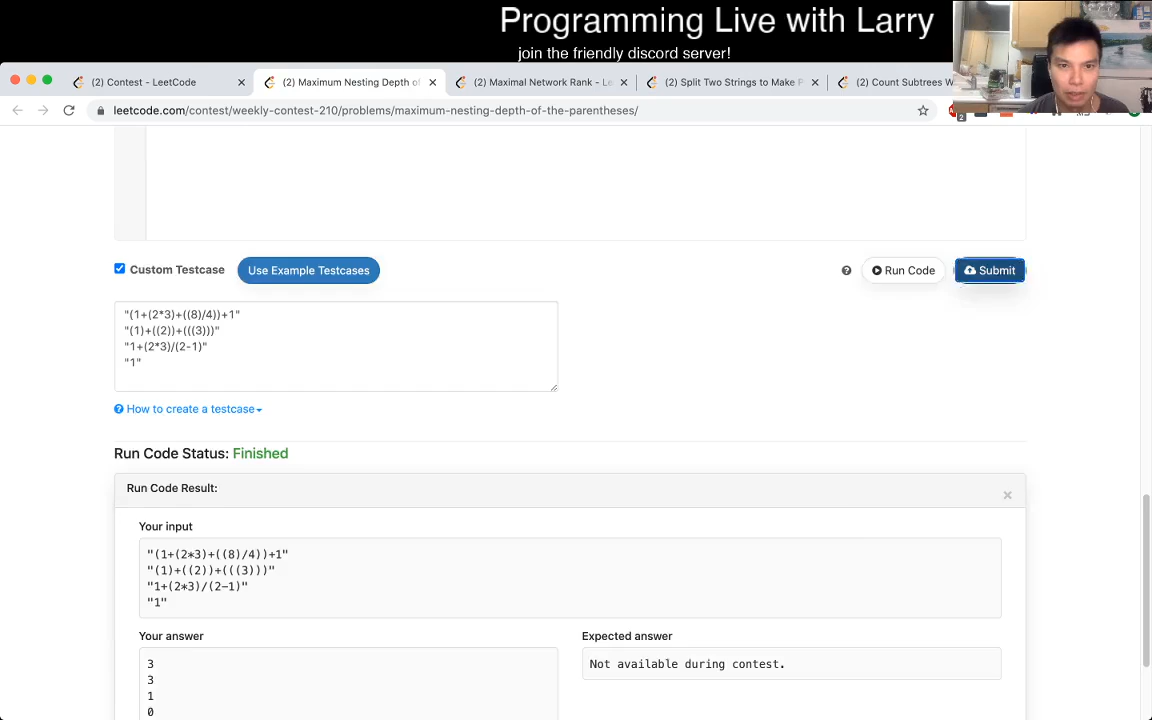 Programming Live with Larry
join the friendly discord server!
(2) Contest - LeetCode
(2) Maximum Nesting Depth of
(2) Maximal Network Rank - Le
(2) Split Two Strings to Make P
(2) Count Subtrees W
leetcode.com/contest/weekly-contest-210/problems/maximum-nesting-depth-of-the-parentheses/
2
Custom Testcase
Use Example Testcases
Run Code
Submit
"(1+(2*3)+((8)/4))+1"
"(1)+((2))+(((3)))"
"1+(2*3)/(2-1)"
"1"
How to create a testcase
Run Code Status: Finished
Run Code Result:
Your input
"(1+(2*3)+((8)/4))+1"
"(1)+((2))+(((3)))"
"1+(2*3)/(2-1)"
"1"
Your answer
3
3
1
0
Expected answer
Not available during contest.